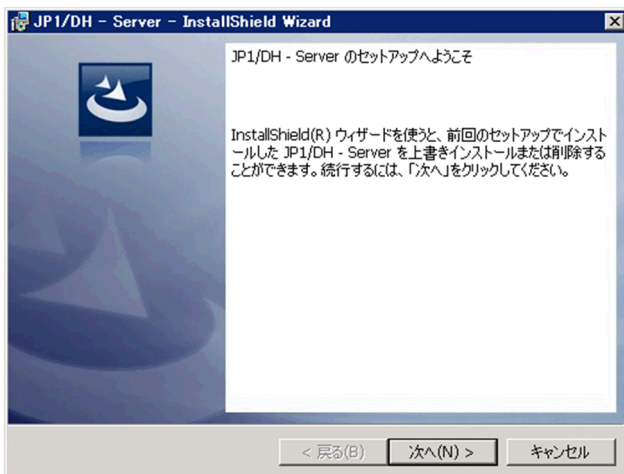 JP1/DH - Server - InstallShield Wizard
JP1/DH - Server のセットアップへようこそ
InstallShield(R) ウィザードを使うと、前回のセットアップでインスト
ールした JP1/DH - Server を上書きインストールまたは削除する
ことができます。続行するには、「次へ」をクリックしてください。
< 戻る(B)
次へ(N) >
キャンセル